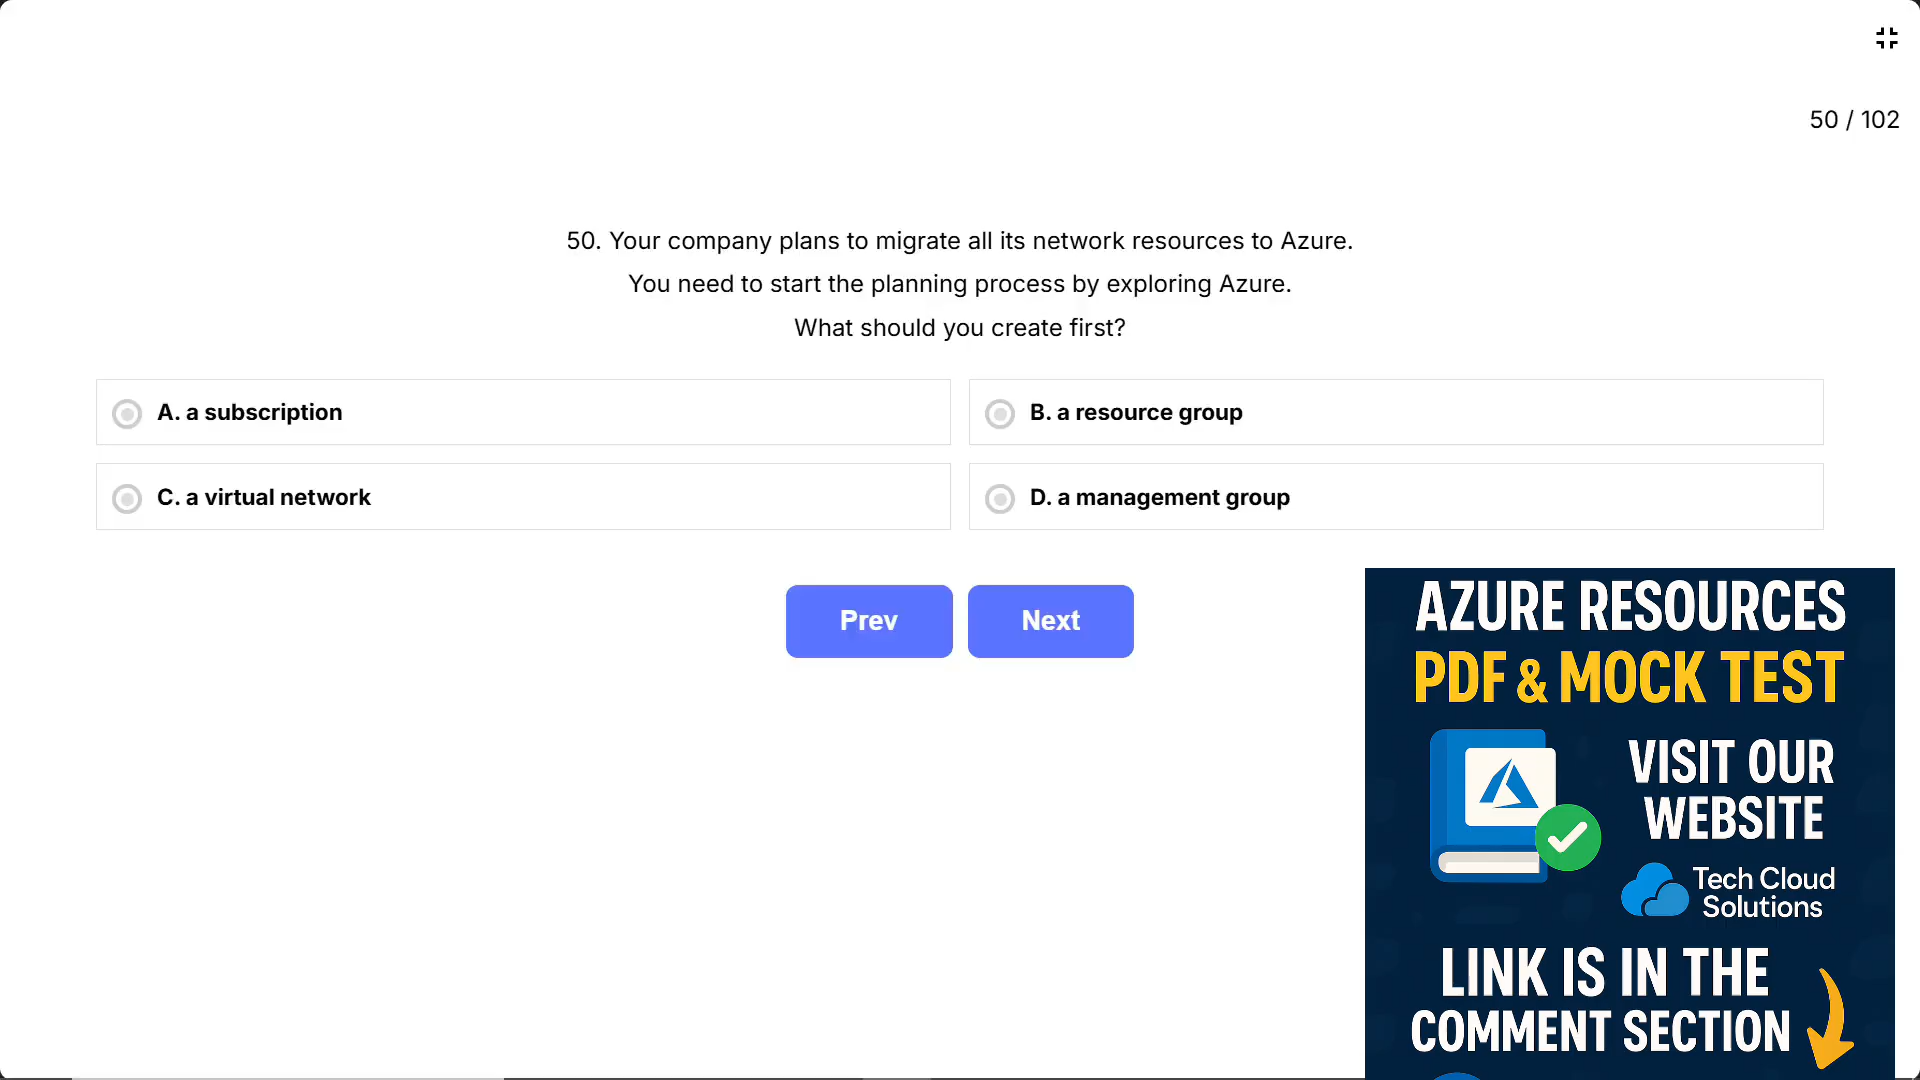 50 / 102
50. Your company plans to migrate all its network resources to Azure.
You need to start the planning process by exploring Azure.
What should you create first?
A. a subscription
B. a resource group
C. a virtual network
D. a management group
Prev
Next
AZURE RESOURCES
PDF & MOCK TEST
VISIT OUR
WEBSITE
Tech Cloud
Solutions
LINK IS IN THE
COMMENT SECTION